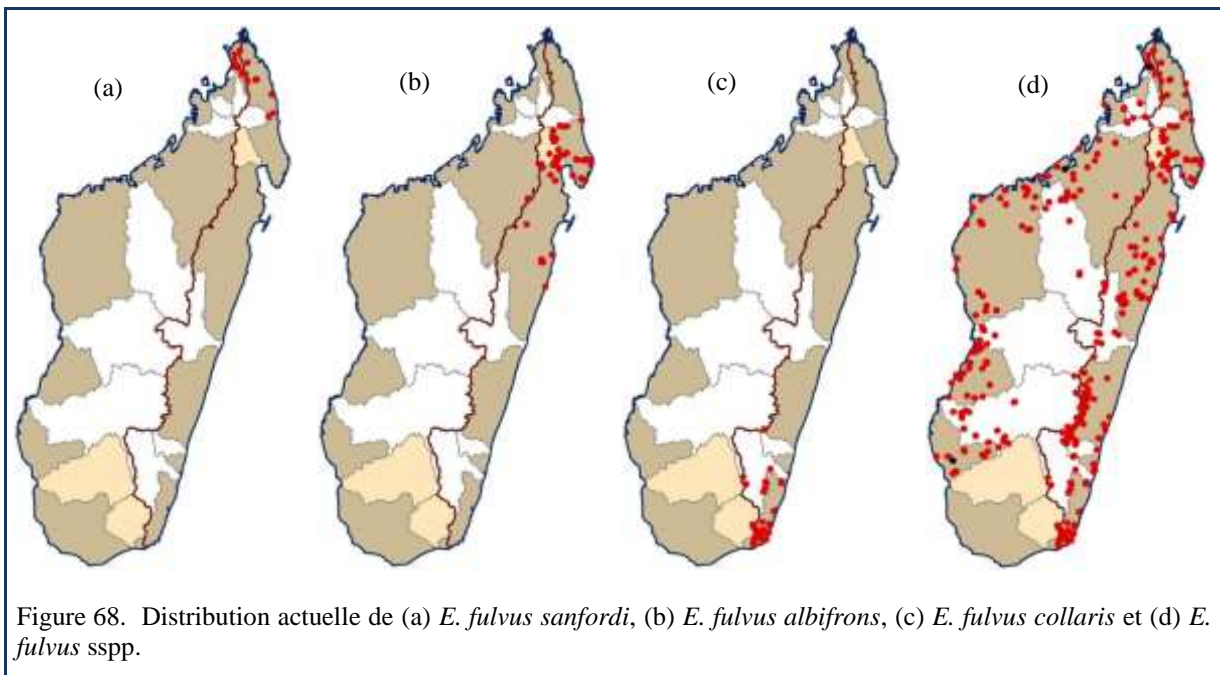 (a)
(b)
(c)
(d)
Figure 68. Distribution actuelle de (a) E. fulvus sanfordi, (b) E. fulvus albifrons, (c) E. fulvus collaris et (d) E.
fulvus sspp.